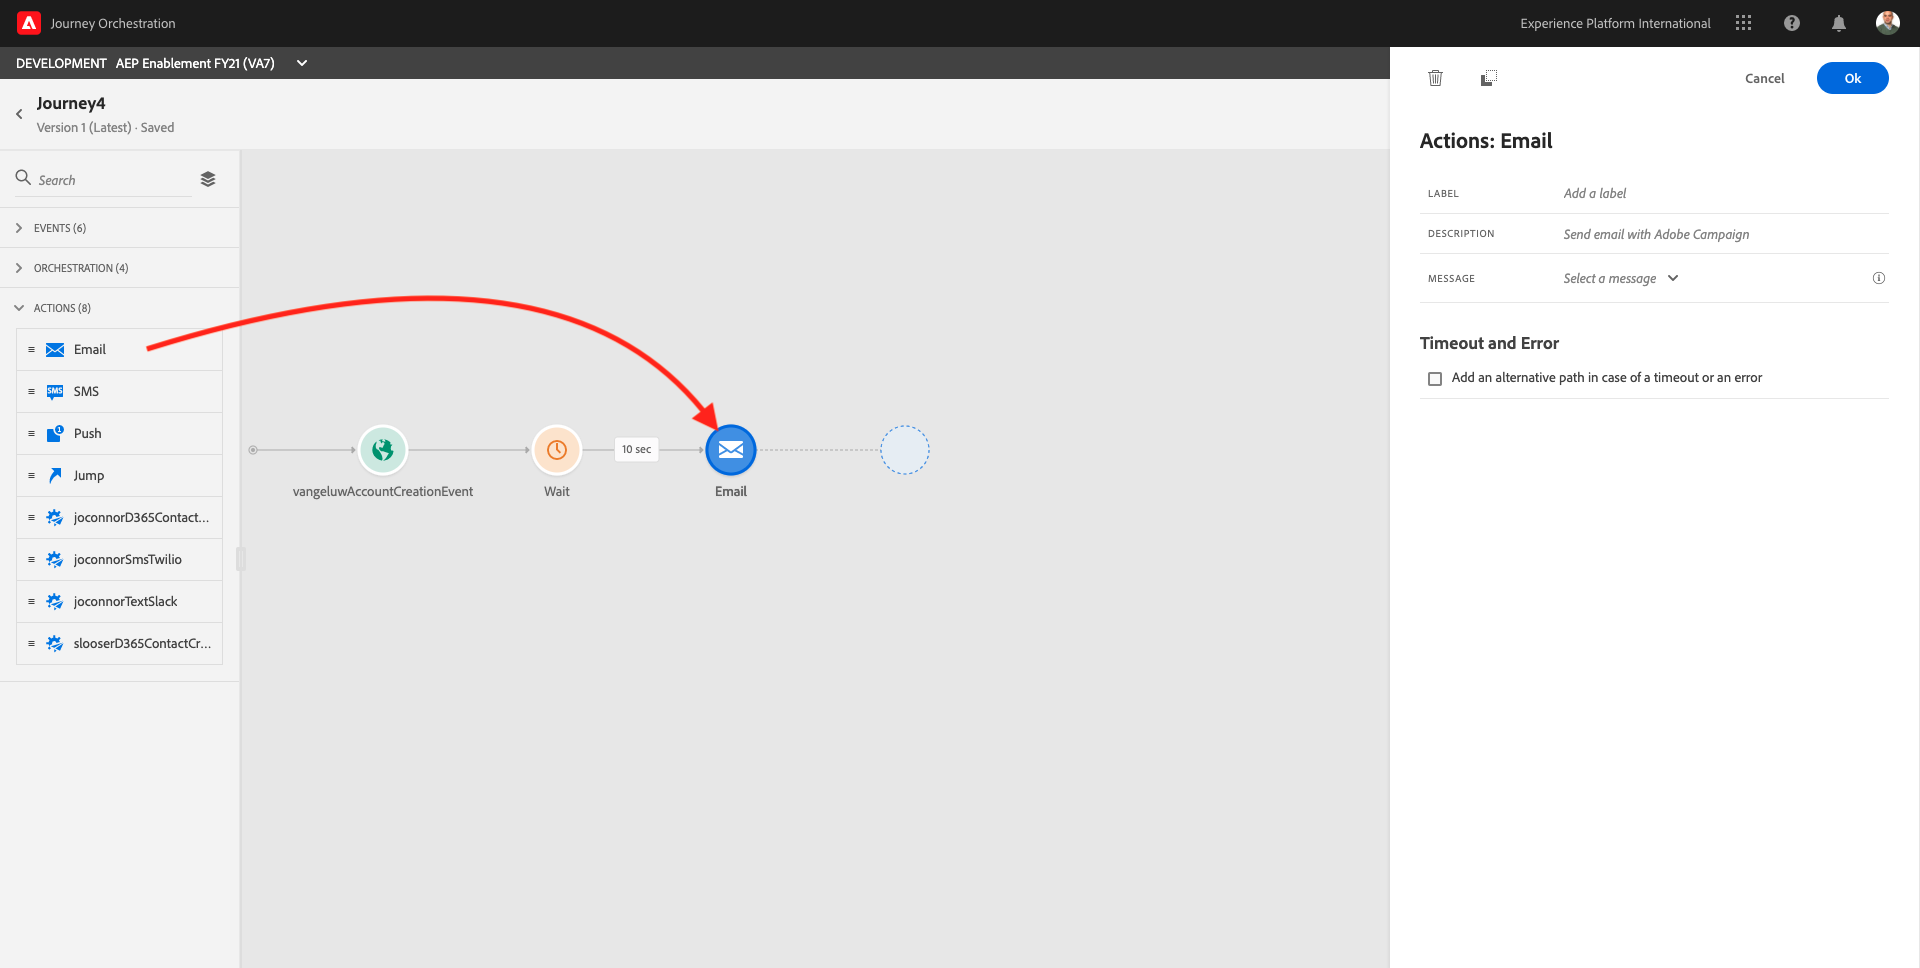 Journey Orchestration
Experience Platform International
DEVELOPMENT AEP Enablement FY21 (VA7)
Journey4
Version 1 (Latest) · Saved
Search
EVENTS (6)
ORCHESTRATION (4)
ACTIONS (8)
Email
SMS
SMS
Push
1
Jump
joconnorD365Contact...
joconnorSmsTwilio
joconnorTextSlack
slooserD365ContactCr...
10 sec
vangeluwAccountCreationEvent
Wait
Email
Cancel
Ok
Actions: Email
LABEL
Add a label
DESCRIPTION
Send email with Adobe Campaign
MESSAGE
Select a message
Timeout and Error
Add an alternative path in case of a timeout or an error